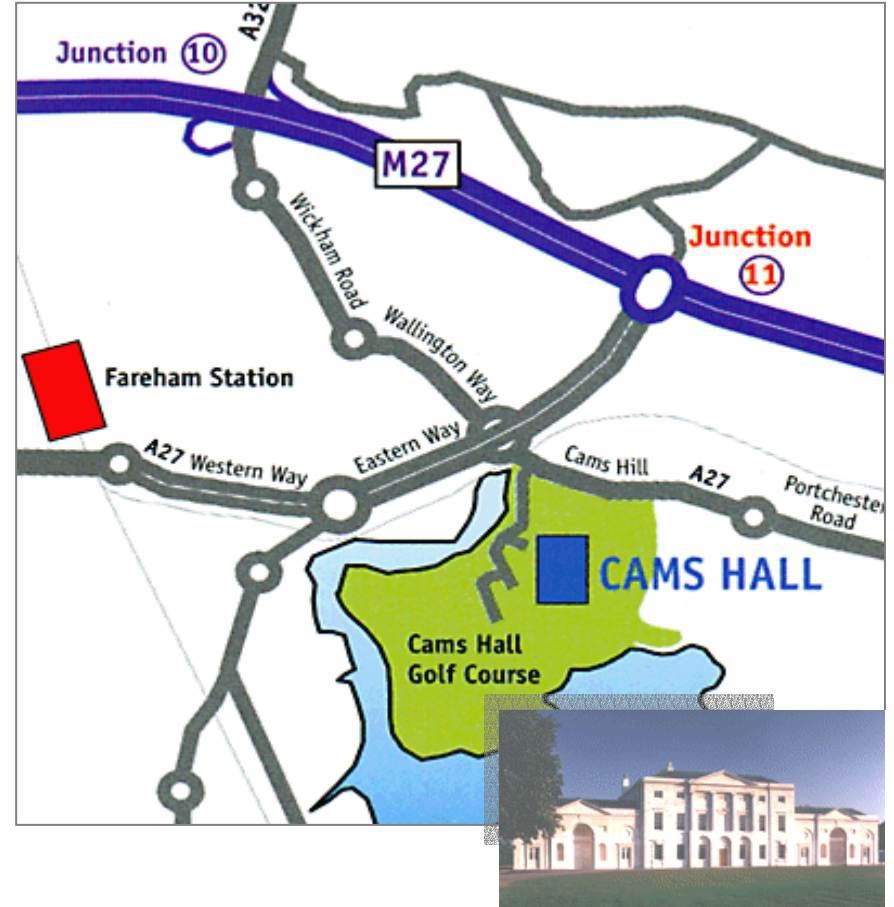 A32
Junction 10
M27
Junction
11
Wickham Road
Wallington Way
Fareham Station
A27 Western Way
Eastern Way
Cams Hill
A27
Portchester
Road
CAMS HALL
Cams Hall
Golf Course